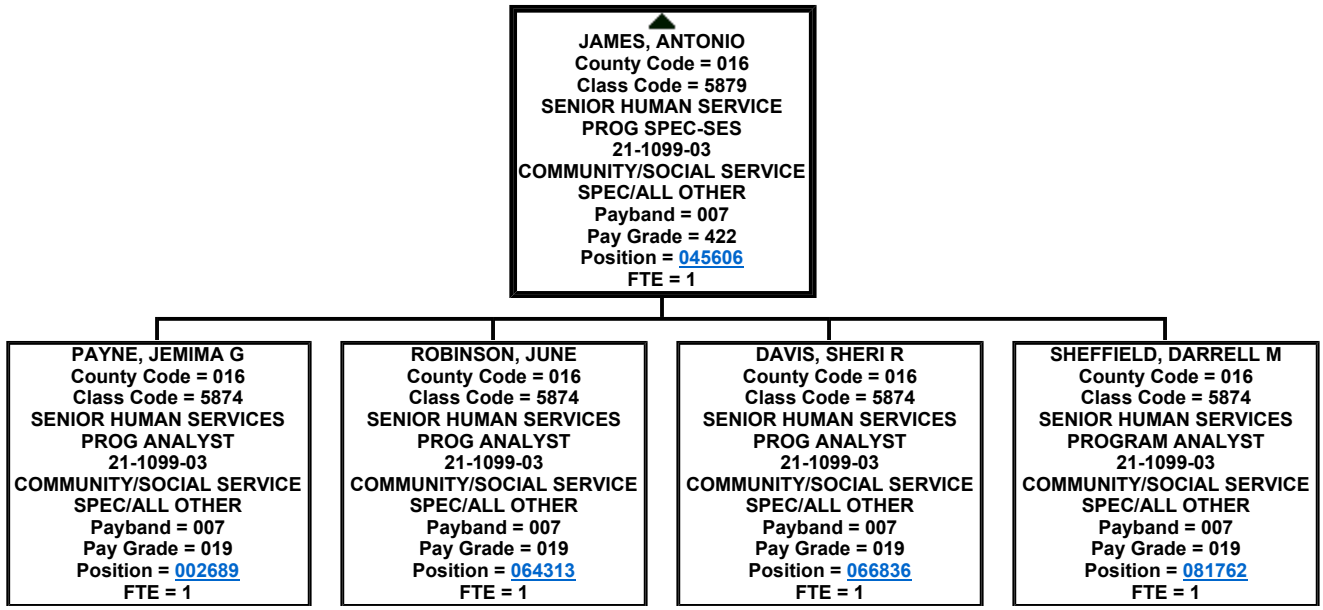 JAMES, ANTONIO
County Code = 016
Class Code = 5879
SENIOR HUMAN SERVICE
PROG SPEC-SES
21-1099-03
COMMUNITY/SOCIAL SERVICE
SPEC/ALL OTHER
Payband = 007
Pay Grade = 422
Position = 045606
FTE = 1
PAYNE, JEMIMA G
County Code = 016
Class Code = 5874
SENIOR HUMAN SERVICES
PROG ANALYST
21-1099-03
COMMUNITY/SOCIAL SERVICE
SPEC/ALL OTHER
Payband = 007
Pay Grade = 019
Position = 002689
FTE = 1
ROBINSON, JUNE
County Code = 016
Class Code = 5874
SENIOR HUMAN SERVICES
PROG ANALYST
21-1099-03
COMMUNITY/SOCIAL SERVICE
SPEC/ALL OTHER
Payband = 007
Pay Grade = 019
Position = 064313
FTE = 1
DAVIS, SHERI R
County Code = 016
Class Code = 5874
SENIOR HUMAN SERVICES
PROG ANALYST
21-1099-03
COMMUNITY/SOCIAL SERVICE
SPEC/ALL OTHER
Payband = 007
Pay Grade = 019
Position = 066836
FTE = 1
SHEFFIELD, DARRELL M
County Code = 016
Class Code = 5874
SENIOR HUMAN SERVICES
PROGRAM ANALYST
21-1099-03
COMMUNITY/SOCIAL SERVICE
SPEC/ALL OTHER
Payband = 007
Pay Grade = 019
Position = 081762
FTE = 1